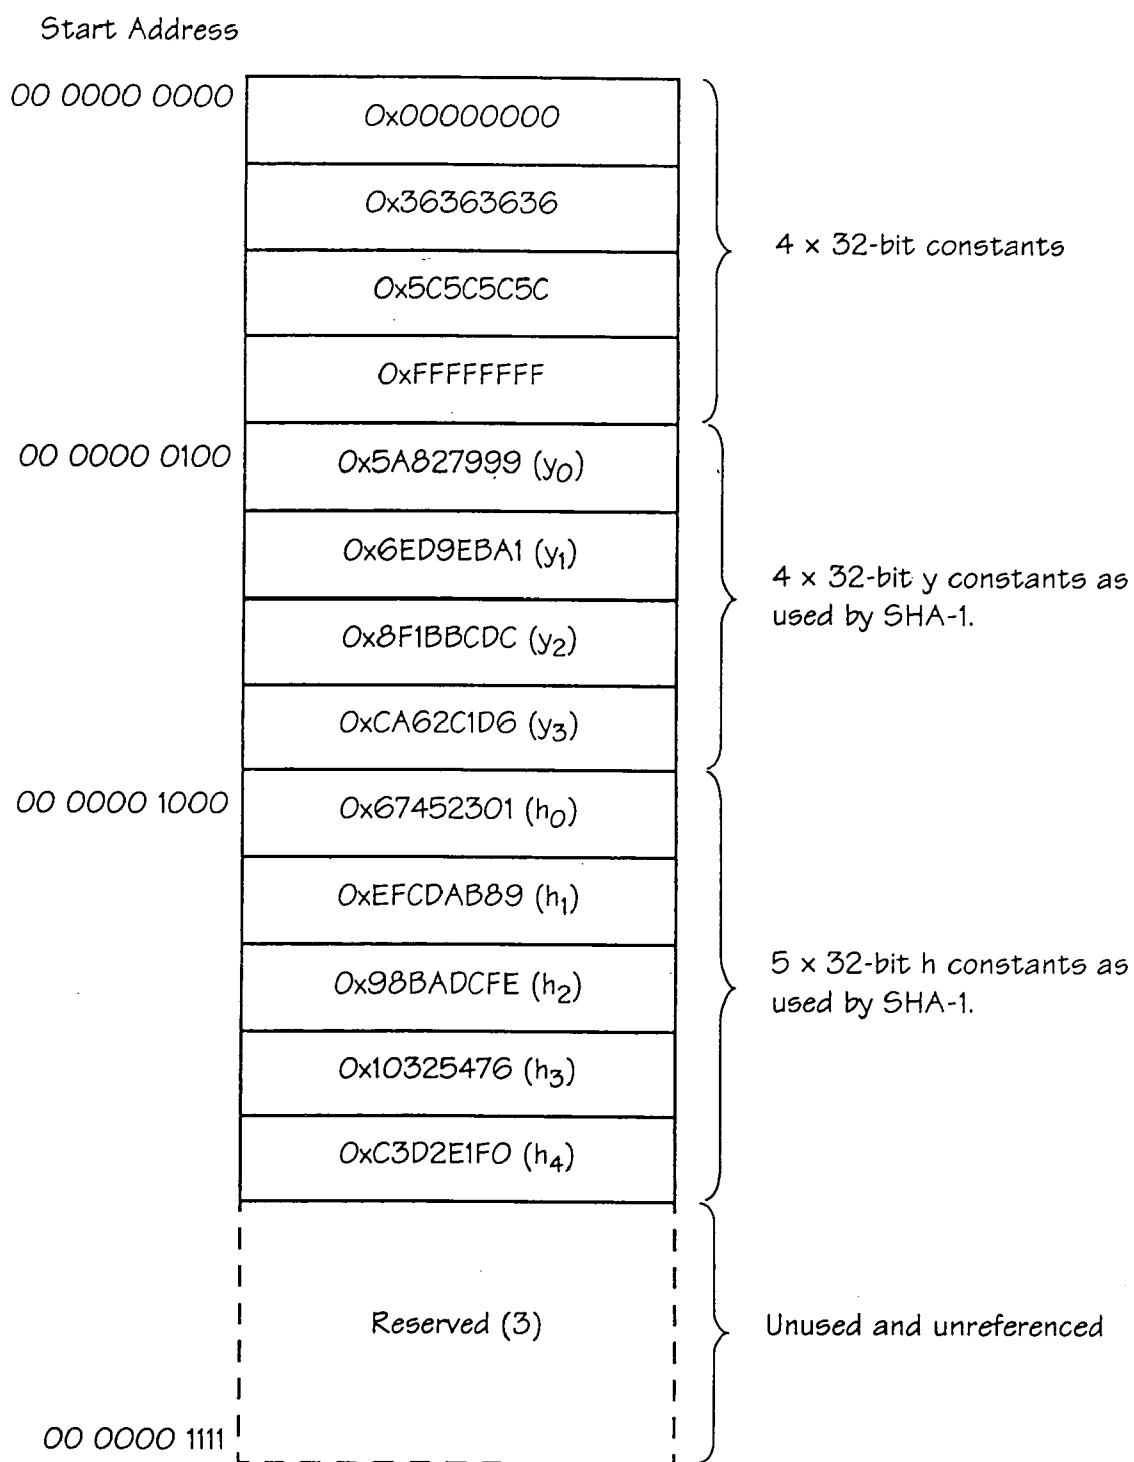 Start Address
00 0000 0000
0x00000000
0x36363636
4 x 32-bit constants
0x5C5C5C5C
0xFFFFFFFF
00 0000 0100
0x5A827999 (y0)
0x6ED9EBA1 (y1)
4 x 32-bit y constants as
used by SHA-1.
0x8F1BBCDC (y2)
0xCA62C1D6 (y3)
00 0000 1000
0x67452301 (h0)
0xEFCDAB89 (h1)
0x98BADCFE (h2)
5 x 32-bit h constants as
used by SHA-1.
0x10325476 (h3)
0xC3D2E1F0 (h4)
Reserved (3)
Unused and unreferenced
00 0000 1111